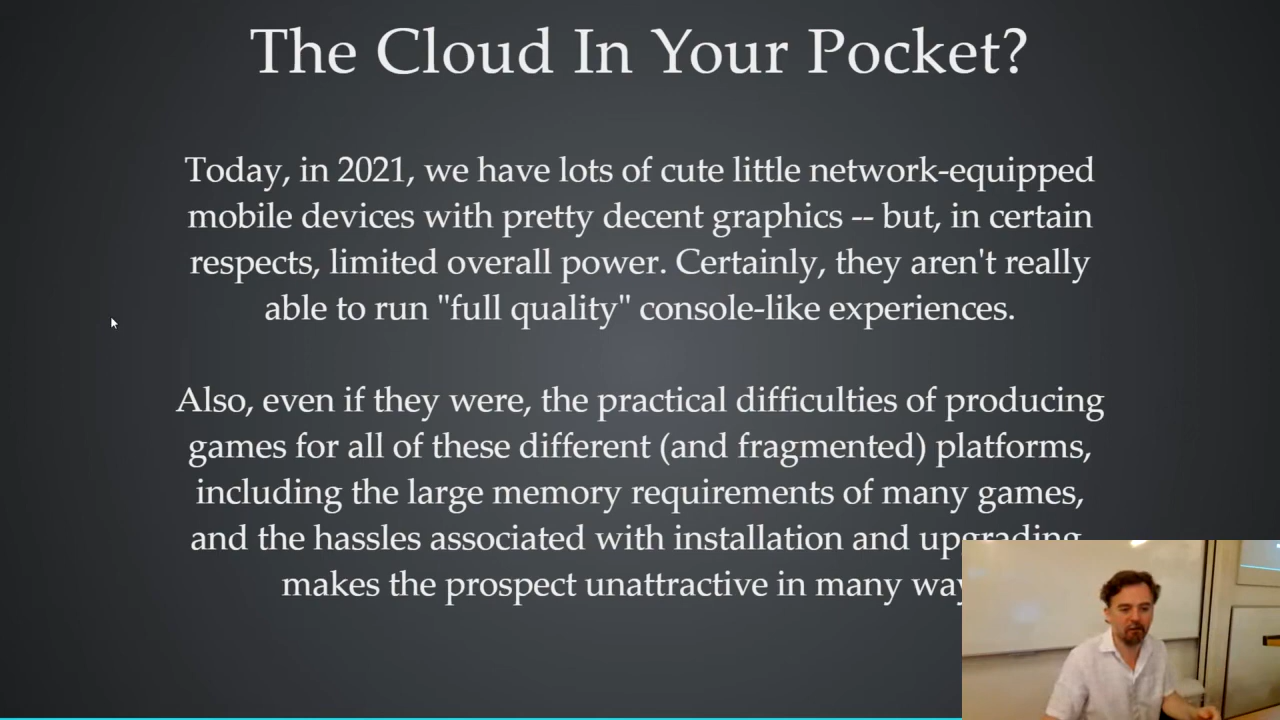 The Cloud In Your Pocket?
Today, in 2021, we have lots of cute little network-equipped
mobile devices with pretty decent graphics -- but, in certain
respects, limited overall power. Certainly, they aren't really
able to run "full quality" console-like experiences.
Also, even if they were, the practical difficulties of producing
games for all of these different (and fragmented) platforms,
including the large memory requirements of many games,
and the hassles associated with installation and upgrading
makes the prospect unattractive in many